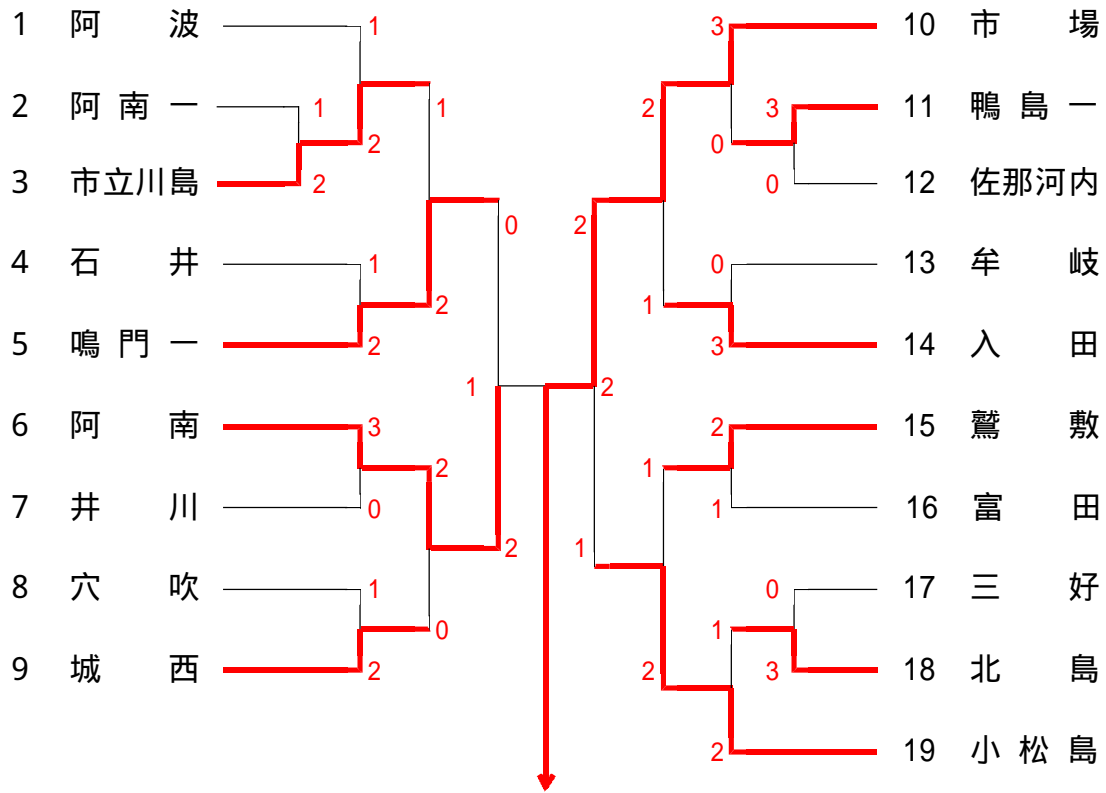 1 阿波 1
2 阿南一 1 1
2
3 市立川島 2
0
4 石井 1
2
5 鳴門一 2
1
6 阿南 3
2
7 井川 0
2
8 穴吹 1
0
9 城西 2
3 10 市場
2 3 11 鴨島一
0
0 12 佐那河内
2
0 13 牟岐
1
3 14 入田
2
2 15 鷲敷
1
1 16 富田
1
0 17 三好
1
2 3 18 北島
2 19 小松島